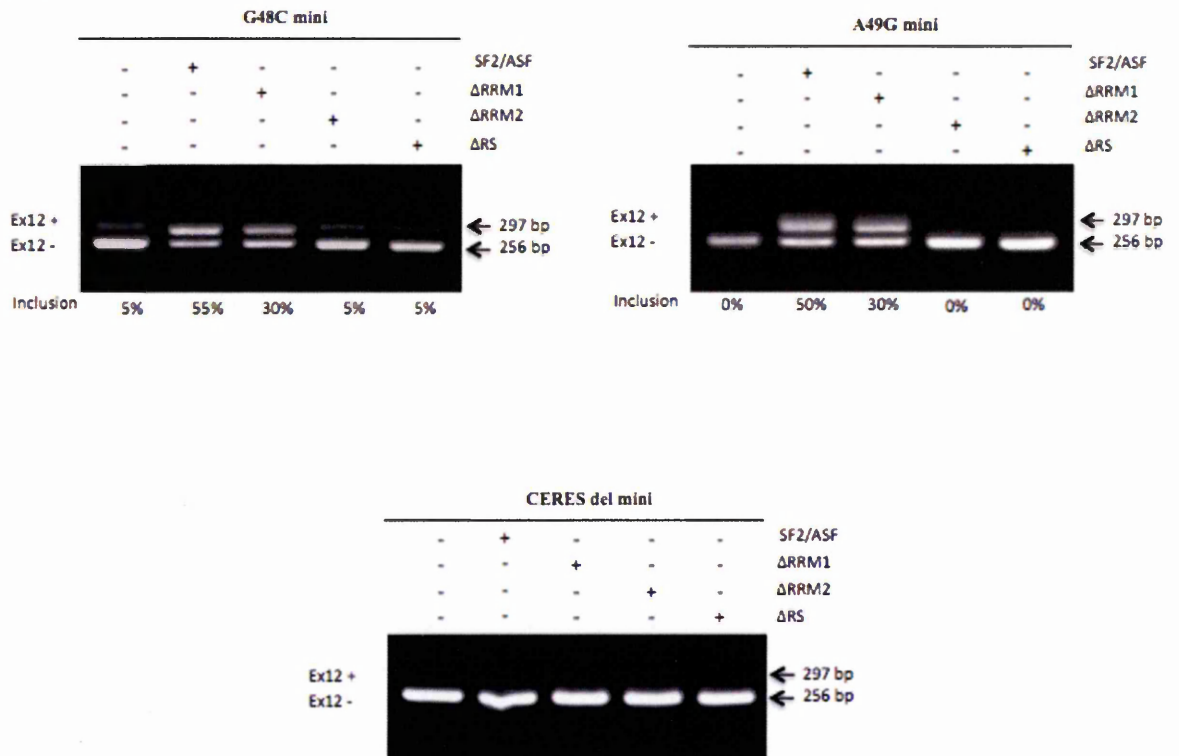 G48C mini
- + - - - SF2/ASF
- - + - - ΔRRM1
- - - + - ΔRRM2
- - - - + ΔRS
Ex12 + 297 bp
Ex12 - 256 bp
Inclusion 5% 55% 30% 5% 5%
A49G mini
- + - - - SF2/ASF
- - + - - ΔRRM1
- - - + - ΔRRM2
- - - - + ΔRS
Ex12 + 297 bp
Ex12 - 256 bp
Inclusion 0% 50% 30% 0% 0%
CERES del mini
- + - - - SF2/ASF
- - + - - ΔRRM1
- - - + - ΔRRM2
- - - - + ΔRS
Ex12 + 297 bp
Ex12 - 256 bp